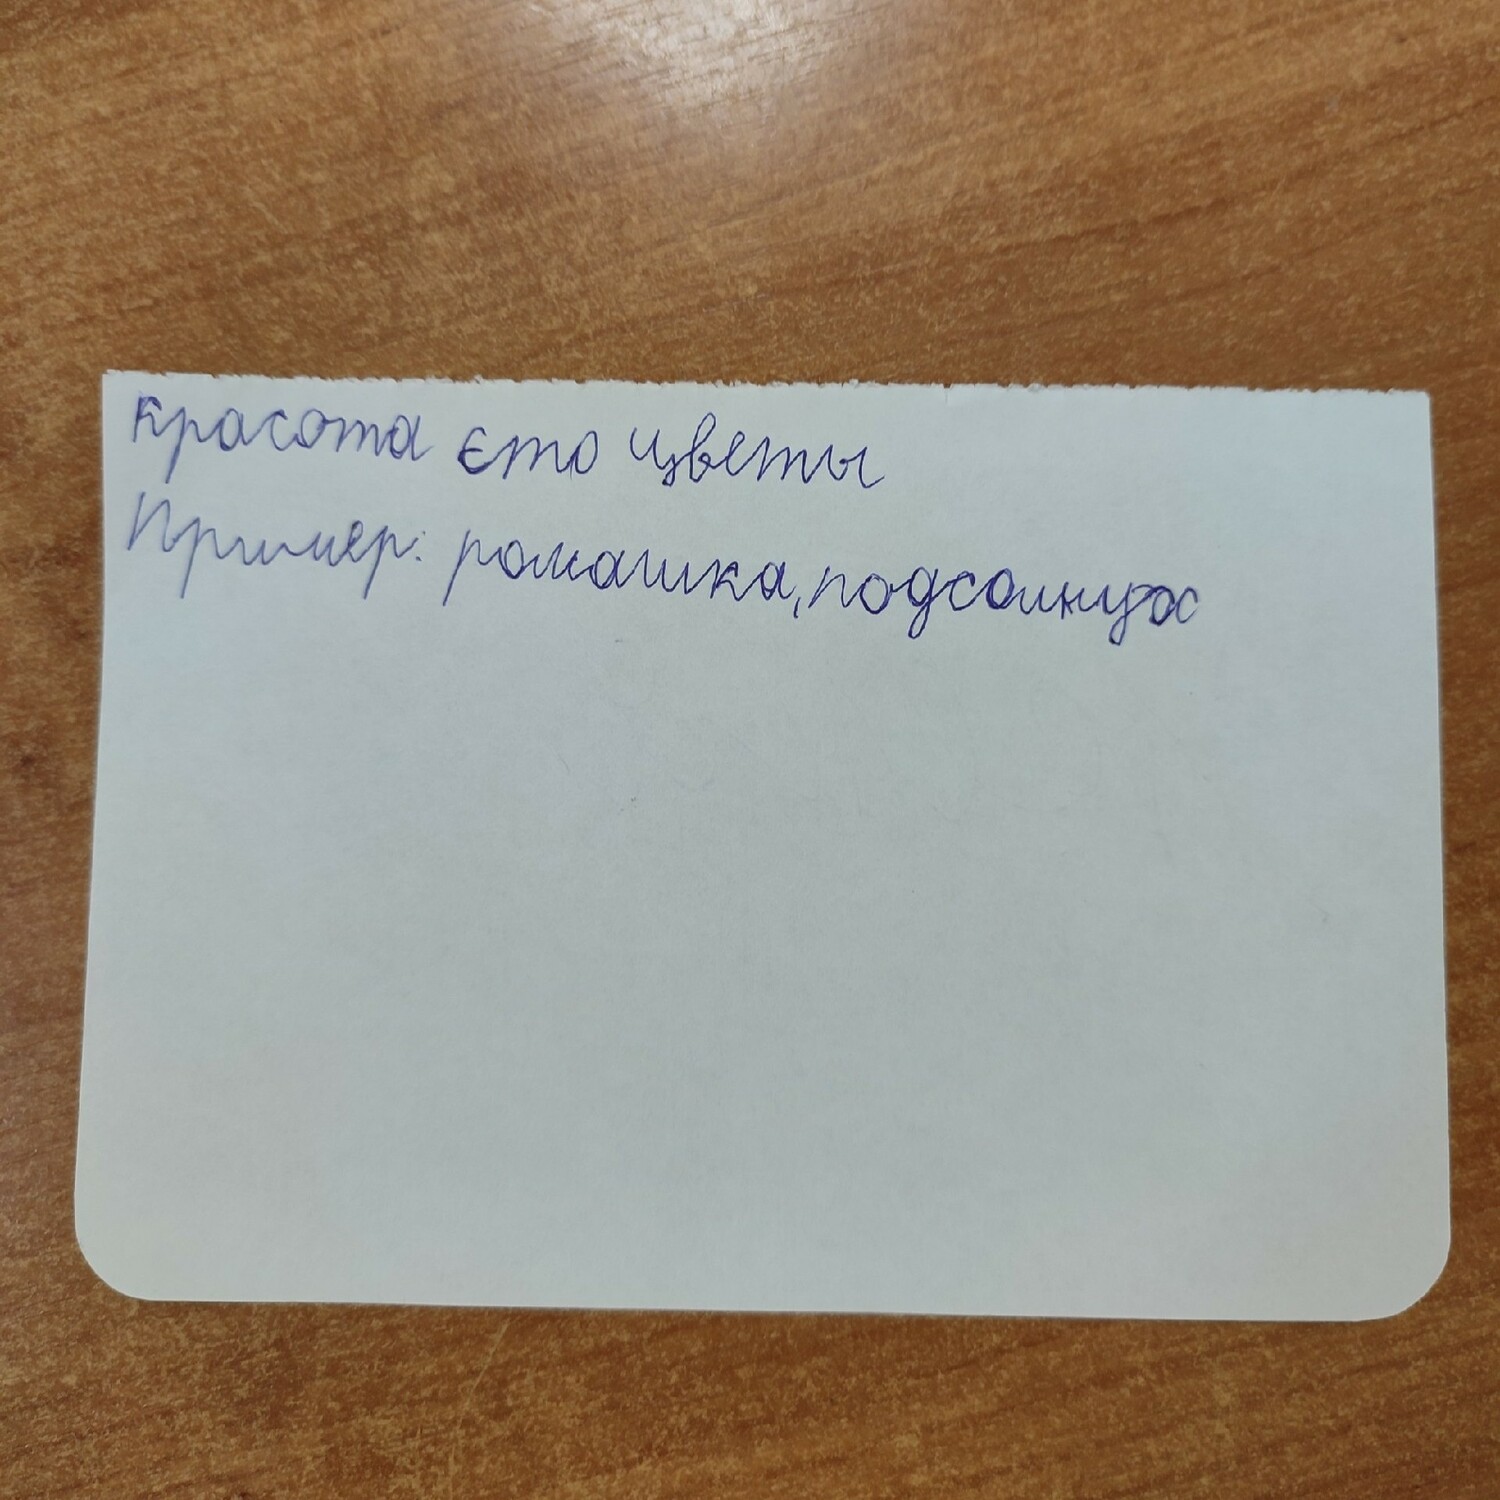 Красота єто цветы
Пример: ромашка, подсолнух